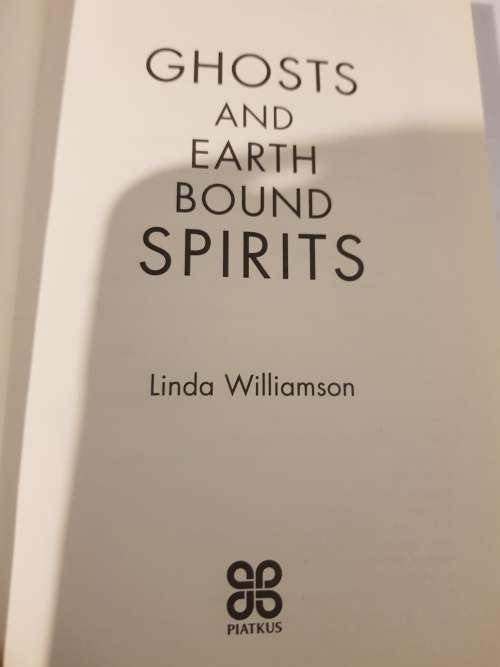 GHOSTS
AND
EARTH
BOUND
SPIRITS
Linda Williamson
PIATKUS